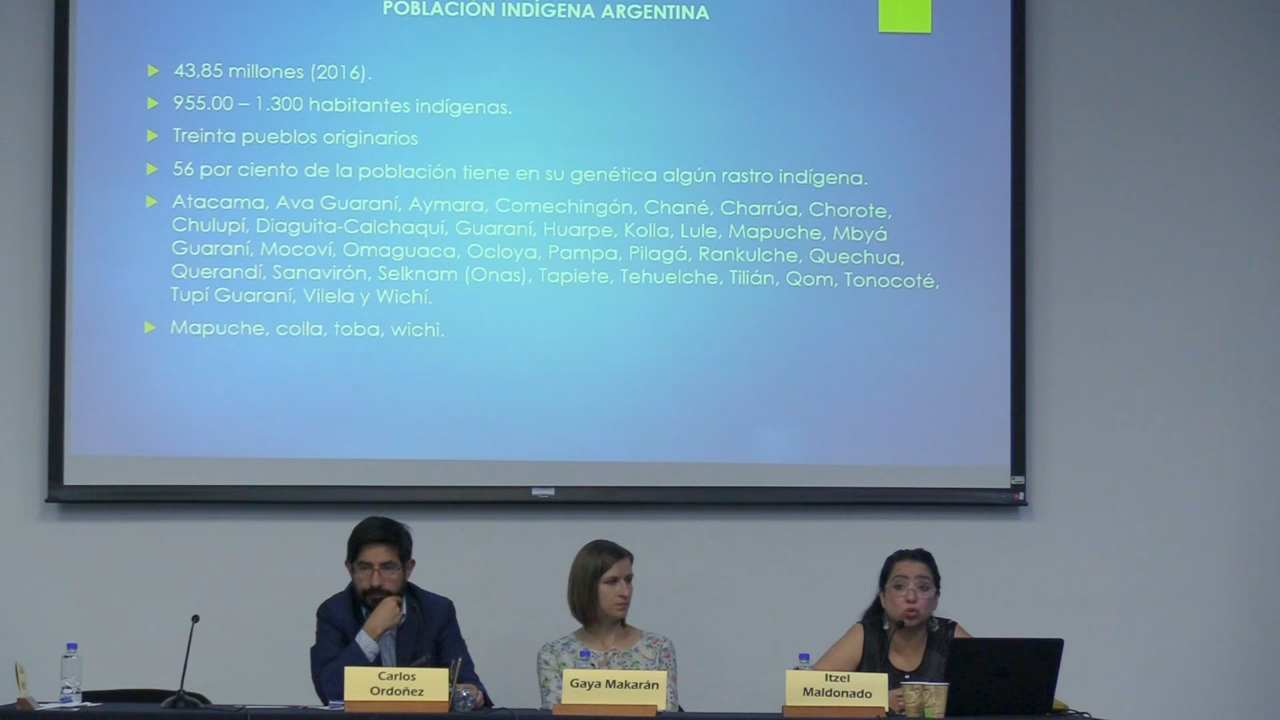 POBLACIÓN INDÍGENA ARGENTINA
43,85 millones (2016).
955.00 – 1.300 habitantes indígenas.
Treinta pueblos originarios
56 por ciento de la población tiene en su genética algún rastro indígena.
Atacama, Ava Guaraní, Aymara, Comechingón, Chané, Charrúa, Chorote,
Chulupí, Diaguita-Calchaquí, Guaraní, Huarpe, Kolla, Lule, Mapuche, Mbyá
Guaraní, Mocoví, Omaguaca, Ocloya, Pampa, Pilagá, Rankulche, Quechua,
Querandí, Sanavirón, Selknam (Onas), Tapiete, Tehuelche, Tilián, Qom, Tonocoté,
Tupí Guaraní, Vilela y Wichí.
Mapuche, colla, toba, wichi.
Carlos
Ordoñez
Gaya Makarán
Itzel
Maldonado